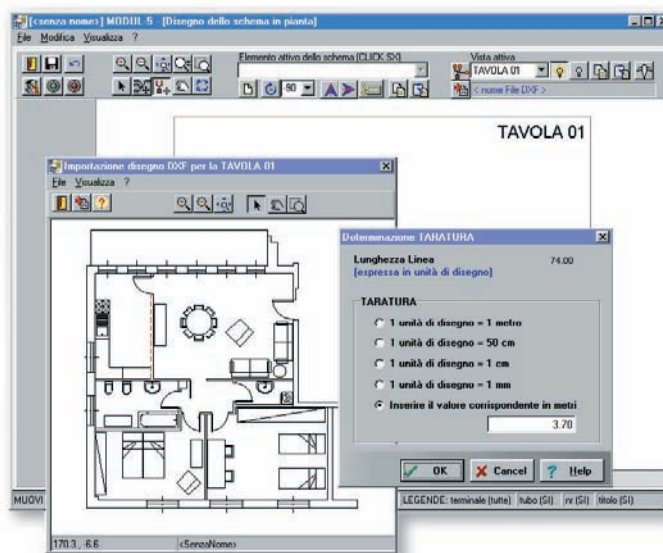 [<senza nome>] MODUL-5 - [Disegno dello schema in pianta]
File Modifica Visualizza ?
Elemento attivo dello schema [CLICK SX]
Vista attiva
-90
TAVOLA 01
< nome File DXF >
TAVOLA 01
Importazione disegno DXF per la TAVOLA 01
File Visualizza ?
Determinazione TARATURA
Lunghezza Linea 74.00
(espressa in unità di disegno)
TARATURA
1 unità di disegno = 1 metro
1 unità di disegno = 50 cm
1 unità di disegno = 1 cm
1 unità di disegno = 1 mm
Inserire il valore corrispondente in metri
3.70
OK Cancel Help
MUOVI
LEGENDE: terminale (tutte) tubo (SI) nr (SI) titolo (SI)
170.3 , -6.6 <SenzaNome>